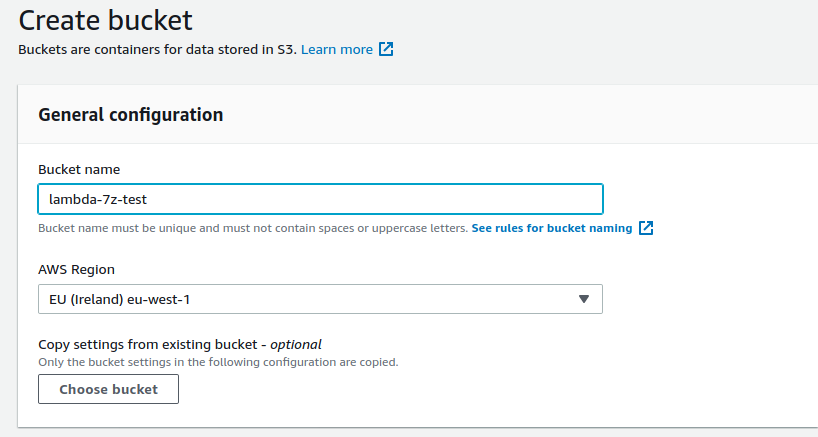 Create bucket
Buckets are containers for data stored in S3. Learn more
General configuration
Bucket name
lambda-7z-test
Bucket name must be unique and must not contain spaces or uppercase letters. See rules for bucket naming
AWS Region
EU (Ireland) eu-west-1
Copy settings from existing bucket - optional
Only the bucket settings in the following configuration are copied.
Choose bucket